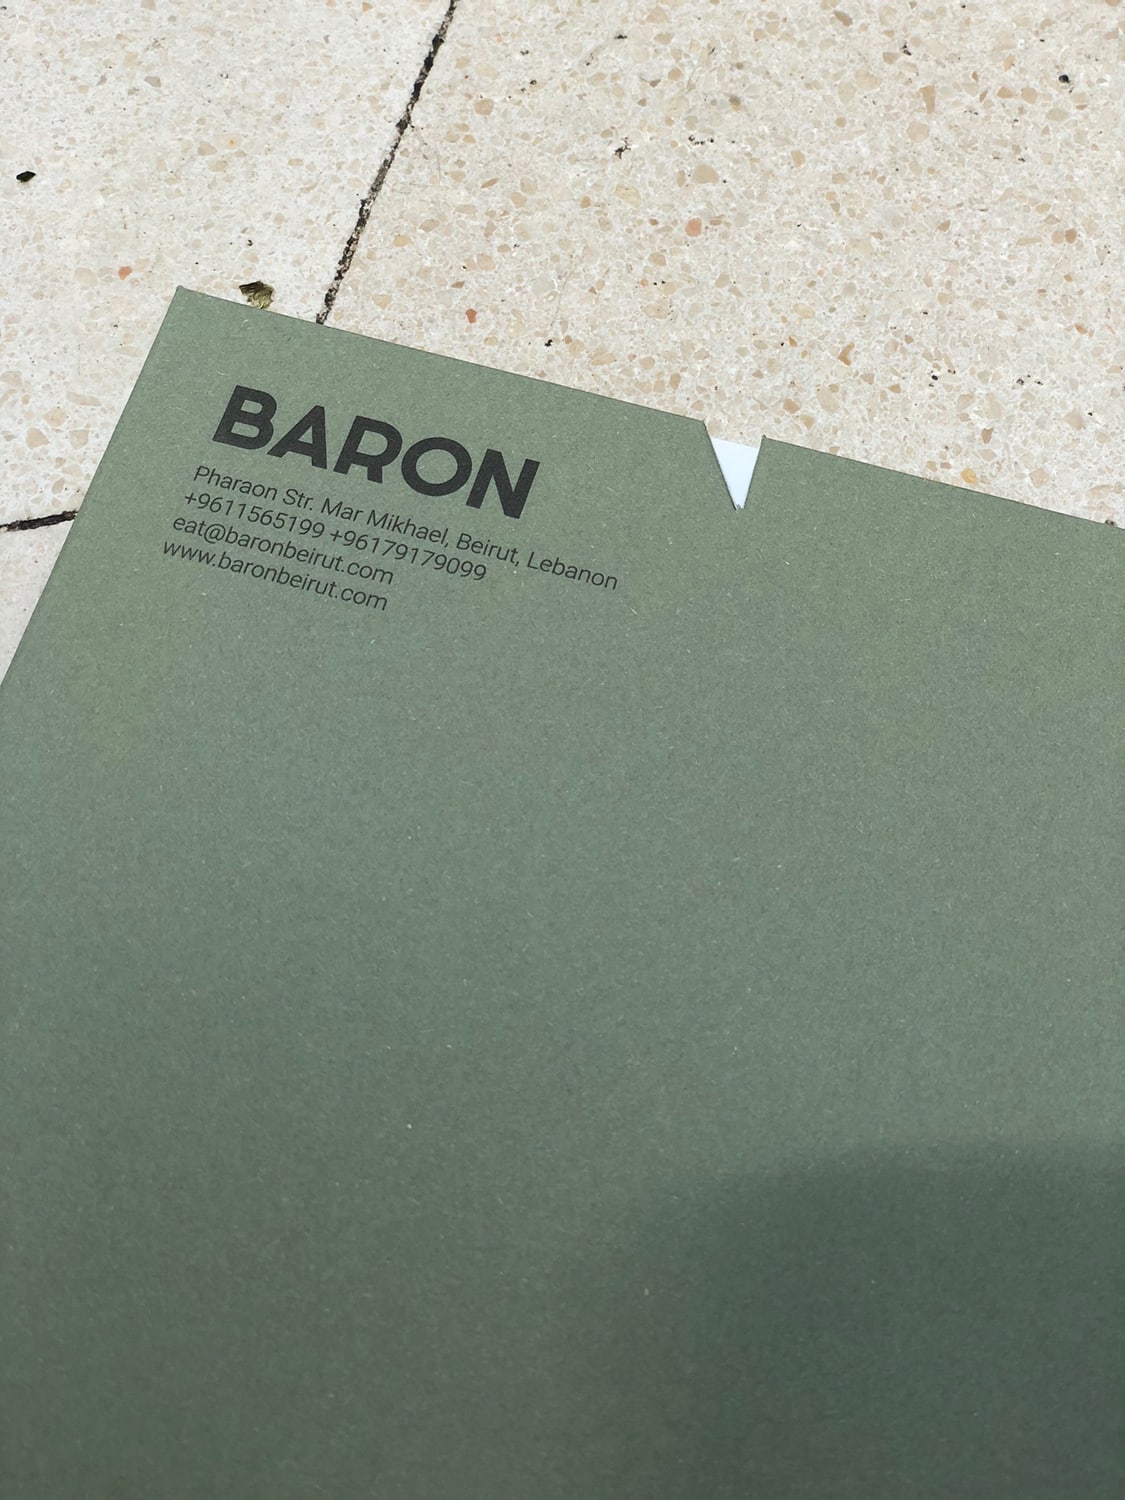 BARON
Pharaon Str. Mar Mikhael, Beirut, Lebanon
+9611565199 +96179179099
eat@baronbeirut.com
www.baronbeirut.com